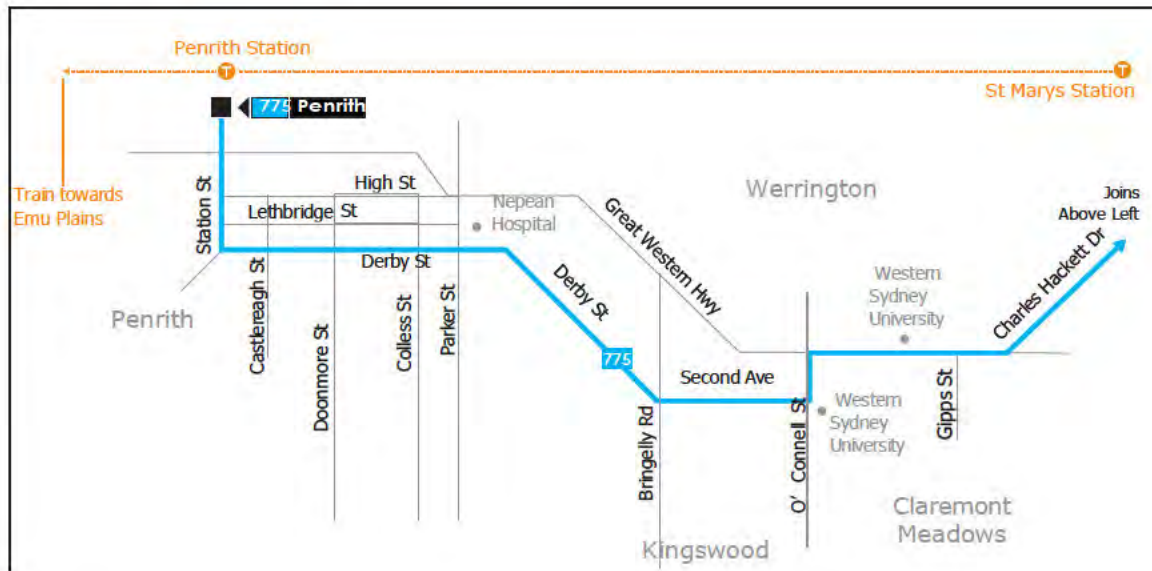 Penrith Station
T
T
St Marys Station
775 Penrith
Train towards
Emu Plains
Station St
High St
Lethbridge St
Derby St
Nepean
Hospital
Werrington
Joins
Above Left
Great Western Hwy
Charles Hackett Dr
Western
Sydney
University
Penrith
Castlereagh St
Doonmore St
Colless St
Parker St
Derby St
775
Second Ave
Bringelly Rd
O' Connell St
Western
Sydney
University
Gipps St
Claremont
Meadows
Kingswood